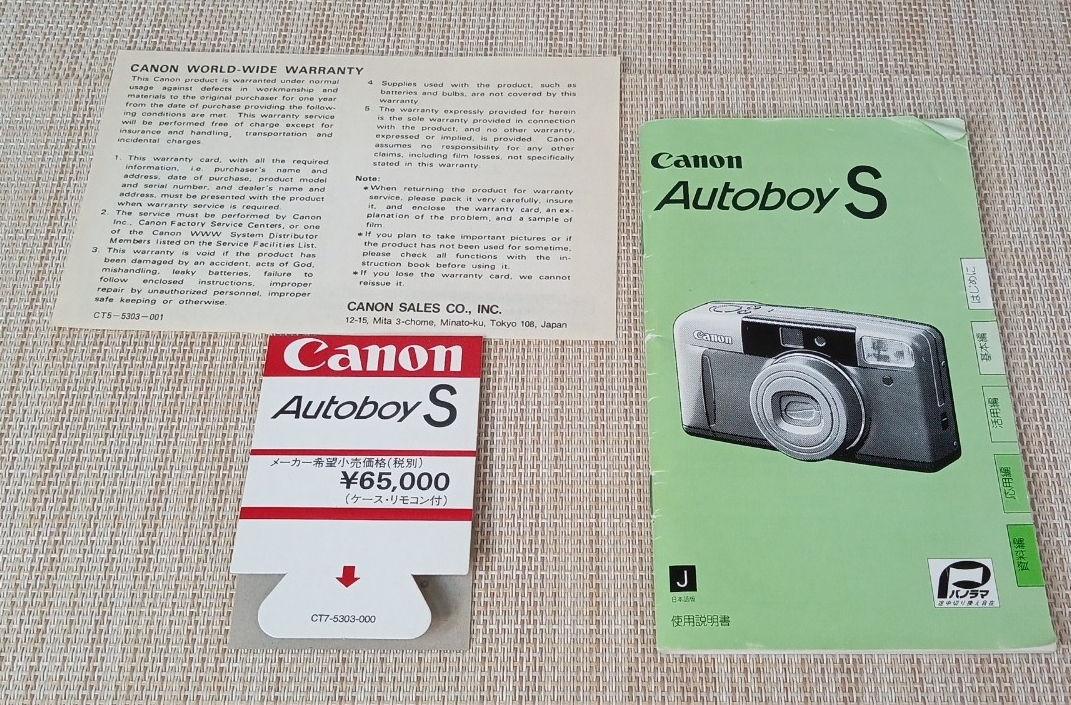 CANON WORLD-WIDE WARRANTY
This Canon product is warranted under normal
usage against defects in workmanship and
materials to the original purchaser for one year
from the date of purchase providing the follow-
ing conditions are met. This warranty service
will be performed free of charge except for
insurance and handling, transportation and
incidental charges.
1. This warranty card, with all the required
information, i.e. purchaser's name and
address, date of purchase, product model
and serial number, and dealer's name and
address, must be presented with the product
when warranty service is required.
2. The service must be performed by Canon
Inc., Canon Factory Service Centers, or one
of the Canon WWW System Distributor
Members listed on the Service Facilities List.
3. This warranty is void if the product has
been damaged by an accident, acts of God,
mishandling, leaky batteries, failure to
follow enclosed instructions, improper
repair by unauthorized personnel, improper
safe keeping or otherwise.
CT5-5303-001
4. Supplies used with the product, such as
batteries and bulbs, are not covered by this
warranty.
5. The warranty expressly provided for herein
is the sole warranty provided in connection
with the product, and no other warranty,
expressed or implied, is provided. Canon
assumes no responsibility for any other
claims, including film losses, not specifically
stated in this warranty.
Note:
*When returning the product for warranty
service, please pack it very carefully, insure
it, and enclose the warranty card, an ex-
planation of the problem, and a sample of
film.
*If you plan to take important pictures or if
the product has not been used for sometime,
please check all functions with the in-
struction book before using it.
*If you lose the warranty card, we cannot
reissue it.
CANON SALES CO., INC.
12-15, Mita 3-chome, Minato-ku, Tokyo 108, Japan
Canon
Autoboy S
メーカー希望小売価格(税別)
¥65,000
(ケース・リモコン付)
CT7-5303-000
Canon
Autoboy S
はじめに
基本編
活用編
応用編
資料編
Canon
J
日本語版
使用説明書
P
パノラマ
途中切り換え自在